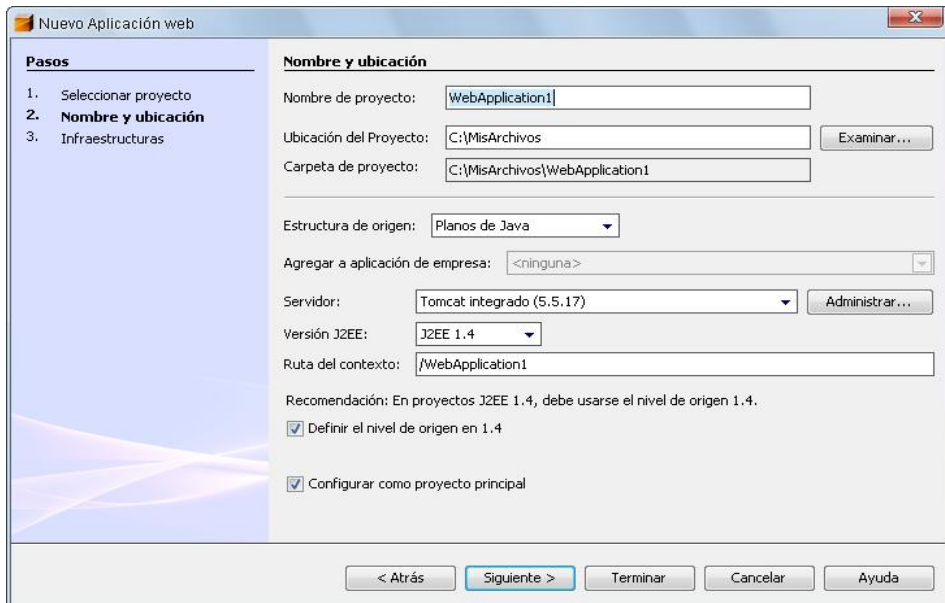 Nuevo Aplicación web
Pasos
1. Seleccionar proyecto
2. Nombre y ubicación
3. Infraestructuras
Nombre y ubicación
Nombre de proyecto: WebApplication1
Ubicación del Proyecto: C:\MisArchivos Examinar...
Carpeta de proyecto: C:\MisArchivos\WebApplication1
Estructura de origen: Planos de Java
Agregar a aplicación de empresa: <ninguna>
Servidor: Tomcat integrado (5.5.17) Administrar...
Versión J2EE: J2EE 1.4
Ruta del contexto: /WebApplication1
Recomendación: En proyectos J2EE 1.4, debe usarse el nivel de origen 1.4.
Definir el nivel de origen en 1.4
Configurar como proyecto principal
< Atrás Siguiente > Terminar Cancelar Ayuda